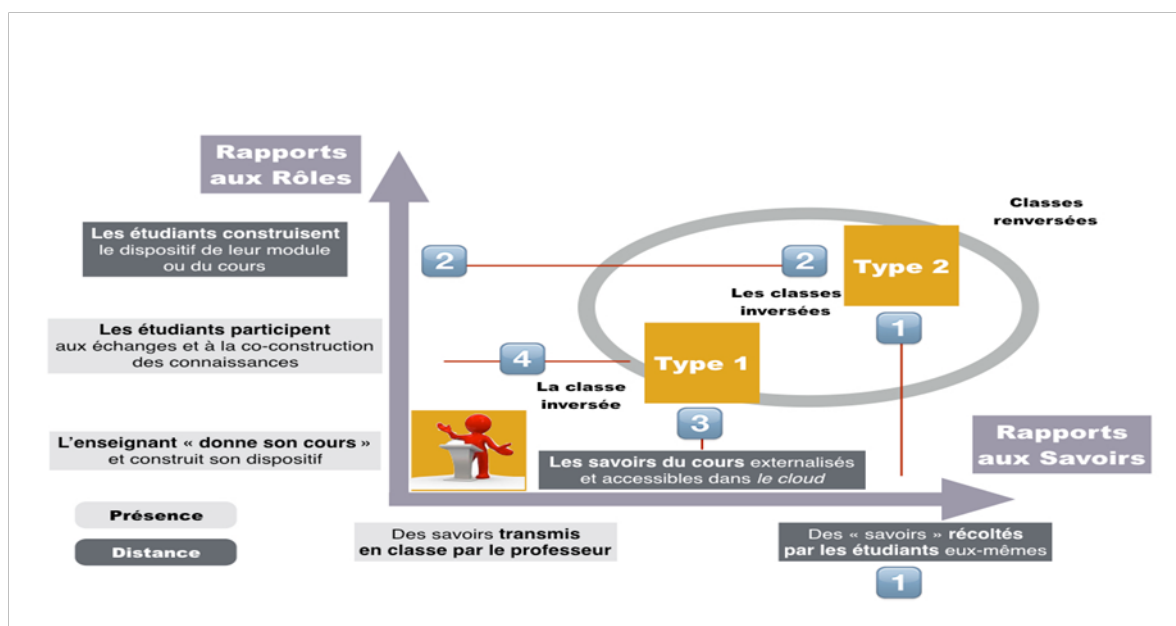 Rapports
aux Rôles
Classes
renversées
Les étudiants construisent
le dispositif de leur module
ou du cours
2
2
Type 2
Les classes
inversées
1
Les étudiants participent
aux échanges et à la co-construction
des connaissances
4
Type 1
La classe
inversée
3
Rapports
aux Savoirs
L'enseignant « donne son cours »
et construit son dispositif
Les savoirs du cours externalisés
et accessibles dans le cloud
Présence
Distance
Des savoirs transmis
en classe par le professeur
Des « savoirs » récoltés
par les étudiants eux-mêmes
1